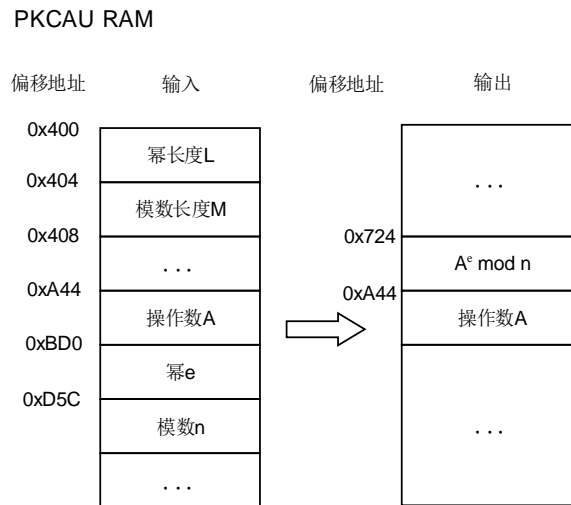 PKCAU RAM
偏移地址 输入 偏移地址 输出
0x400
幂长度L
0x404
模数长度M
0x408
...
0xA44
操作数A
0xBD0
幂e
0xD5C
模数n
...
...
0x724
Aᵉ mod n
0xA44
操作数A
...